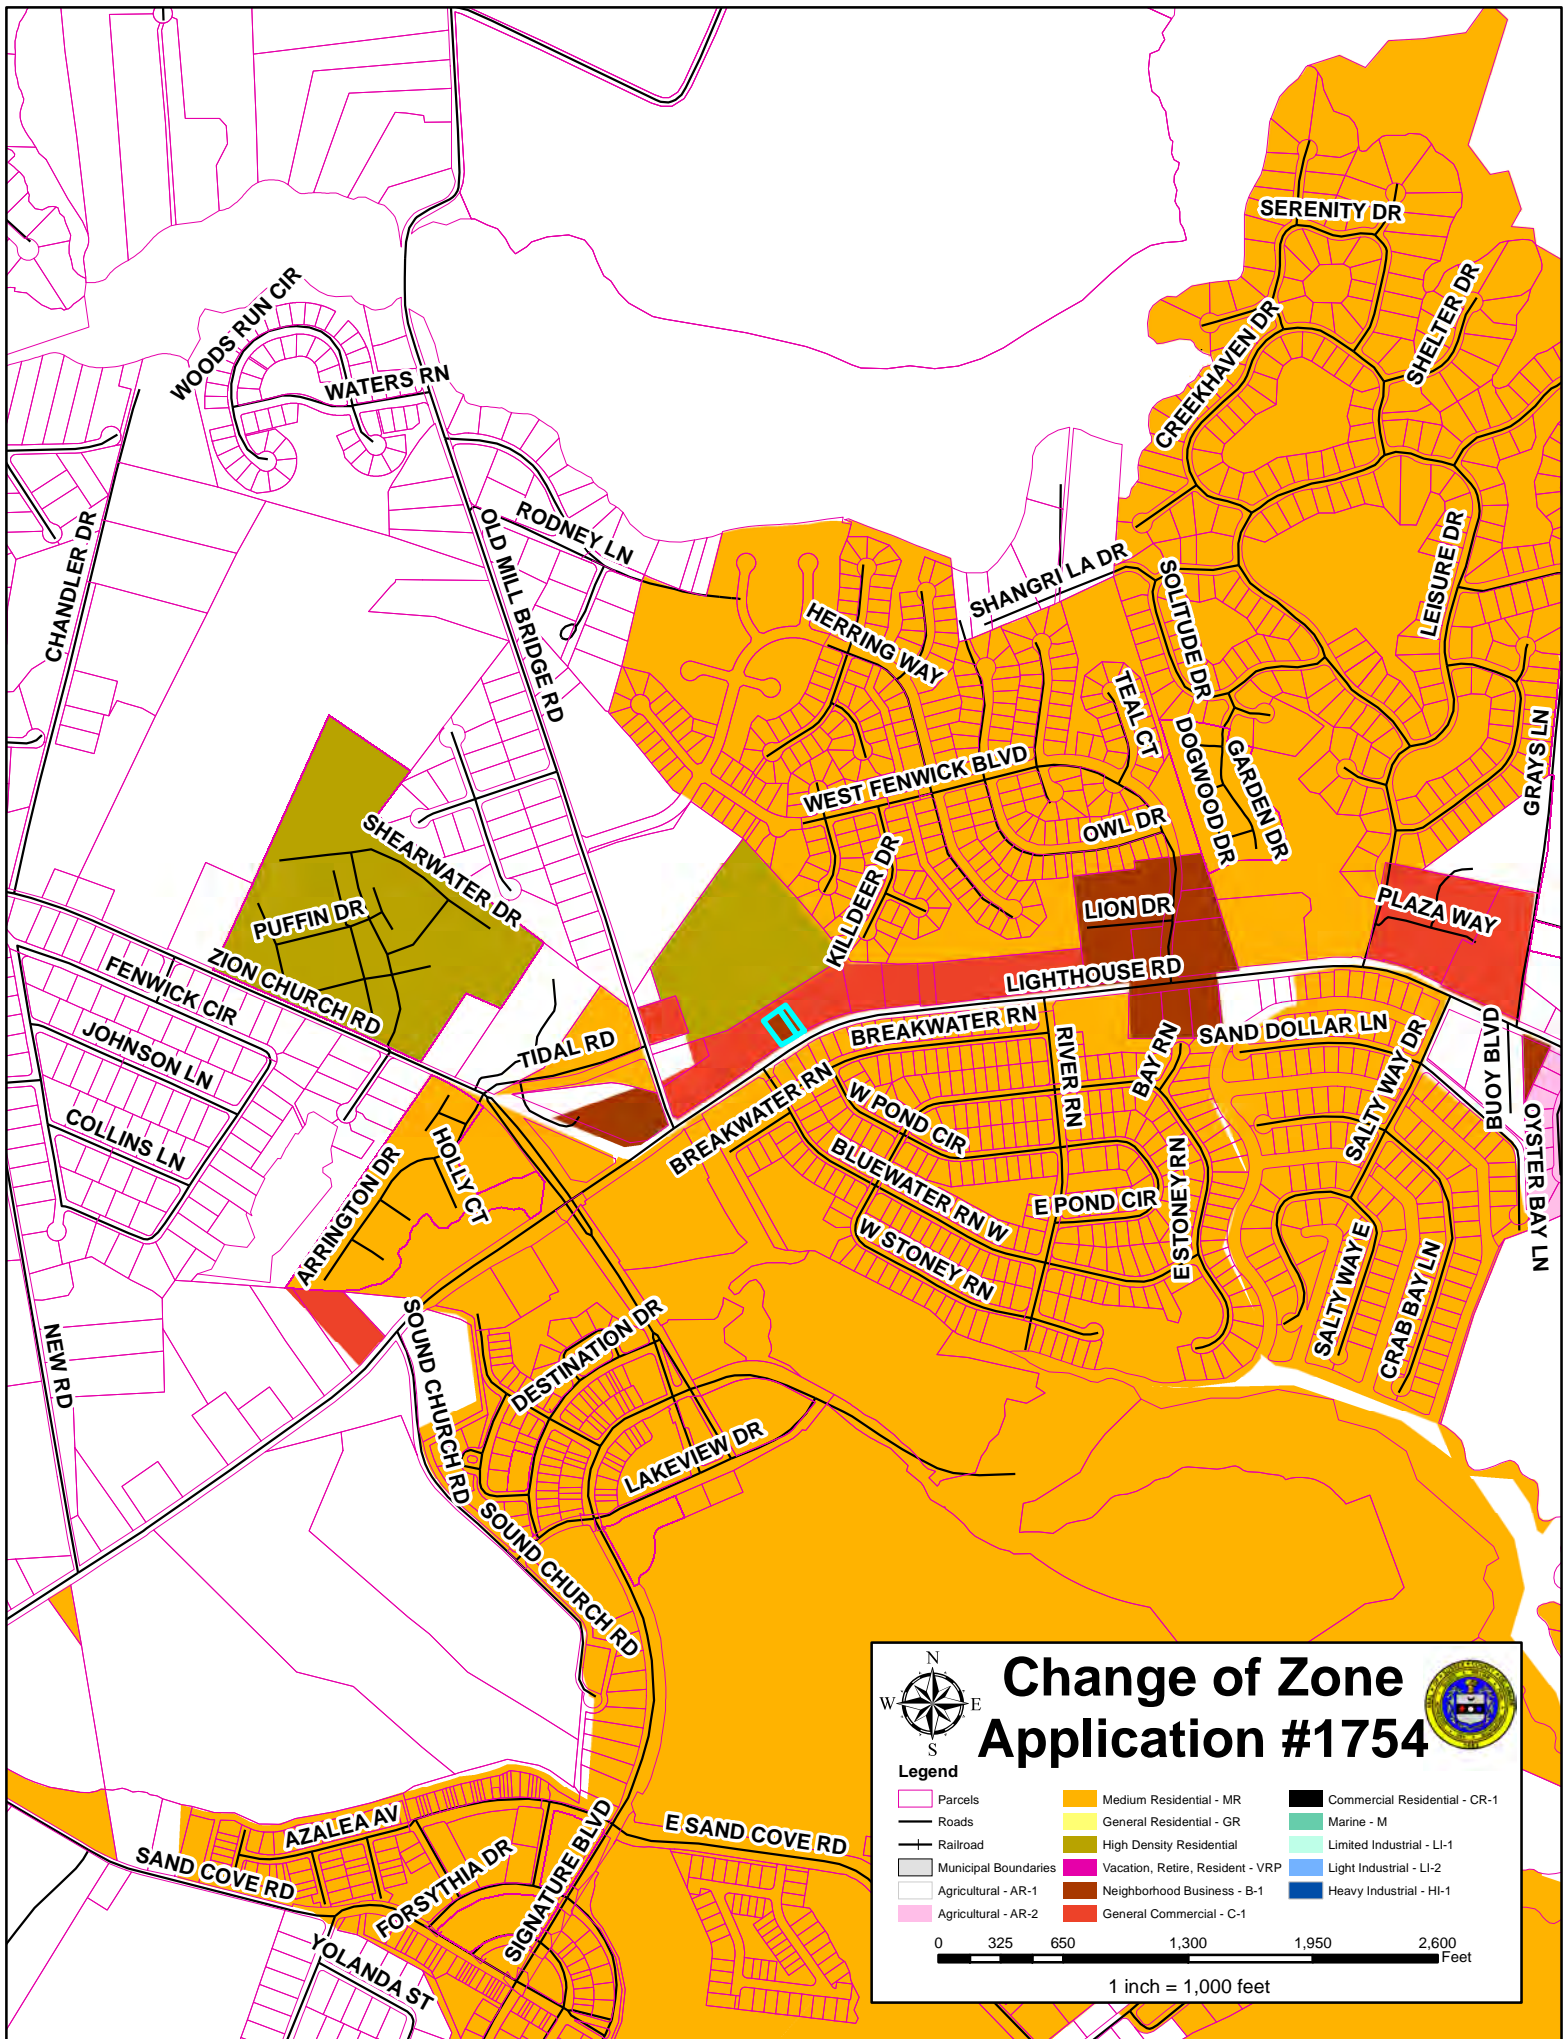 SERENITY DR
WOODS RUN CIR
SHELTER DR
CREEKHAVEN DR
WATERS RN
RODNEY LN
OLD MILL BRIDGE RD
CHANDLER DR
SHANGRI LA DR
SOLITUDE DR
LEISURE DR
HERRING WAY
TEAL CT
DOGWOOD DR
GARDEN DR
GRAYS LN
WEST FENWICK BLVD
OWL DR
SHEARWATER DR
KILLDEER DR
PUFFIN DR
LION DR
PLAZA WAY
ZION CHURCH RD
FENWICK CIR
LIGHTHOUSE RD
JOHNSON LN
TIDAL RD
BREAKWATER RN
RIVER RN
BAY RN
SAND DOLLAR LN
SALTY WAY DR
BUOY BLVD
OYSTER BAY LN
COLLINS LN
HOLLY CT
BREAKWATER RN
W POND CIR
BLUEWATER RN W
E POND CIR
E STONEY RN
ARRINGTON DR
W STONEY RN
SALTY WAY E
CRAB BAY LN
NEW RD
SOUND CHURCH RD
DESTINATION DR
LAKEVIEW DR
SOUND CHURCH RD
AZALEA AV
E SAND COVE RD
SAND COVE RD
FORSYTHIA DR
SIGNATURE BLVD
YOLANDA ST
N
W E
S
Change of Zone
Application #1754
Legend
Parcels
Roads
Railroad
Municipal Boundaries
Agricultural - AR-1
Agricultural - AR-2
Medium Residential - MR
General Residential - GR
High Density Residential
Vacation, Retire, Resident - VRP
Neighborhood Business - B-1
General Commercial - C-1
Commercial Residential - CR-1
Marine - M
Limited Industrial - LI-1
Light Industrial - LI-2
Heavy Industrial - HI-1
0 325 650 1,300 1,950 2,600
Feet
1 inch = 1,000 feet